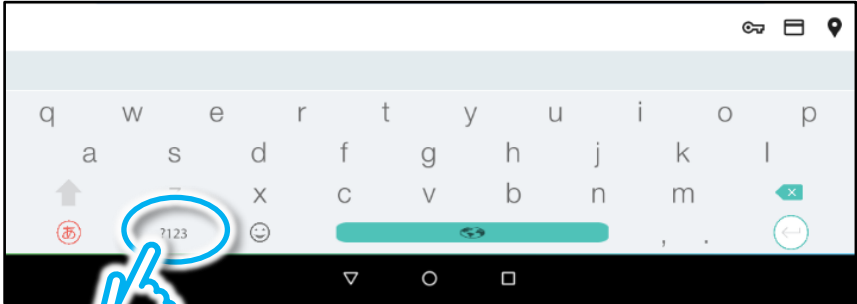 q w e r t y u i o p
a s d f g h j k l
x c v b n m
あ ?123 , .